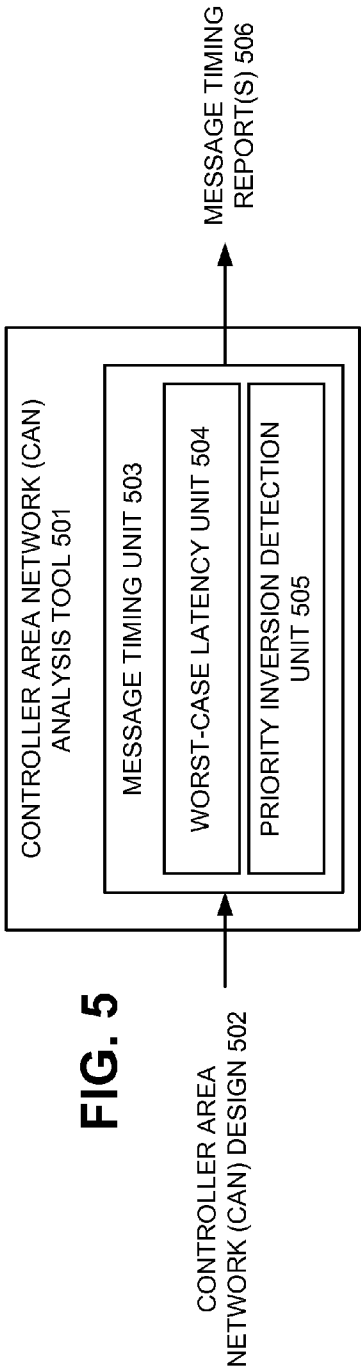 CONTROLLER AREA NETWORK (CAN)
ANALYSIS TOOL 501
MESSAGE TIMING UNIT 503
WORST-CASE LATENCY UNIT 504
PRIORITY INVERSION DETECTION
UNIT 505
MESSAGE TIMING
REPORT(S) 506
CONTROLLER AREA
NETWORK (CAN) DESIGN 502
FIG. 5